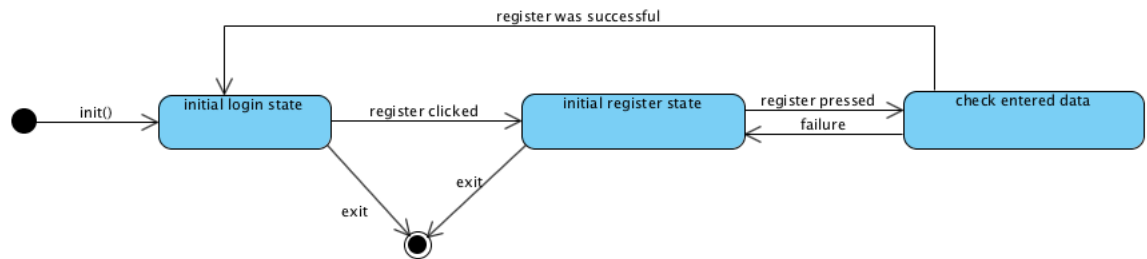 register was successful
initial login state
initial register state
check entered data
init()
register clicked
register pressed
failure
exit
exit